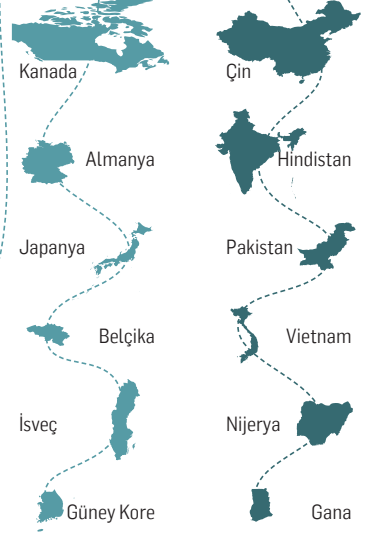 Kanada
Almanya
Japanya
Belçika
İsveç
Güney Kore
Çin
Hindistan
Pakistan
Vietnam
Nijerya
Gana